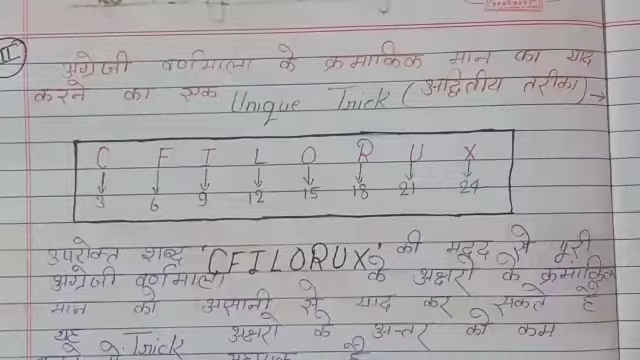 II
अंग्रेजी वर्णमाला के क्रमाकिक मान का याद
करने का एक Unique Trick (अद्वितीय तरीका) →
C F I L O R U X
3 6 9 12 15 18 21 24
उपरोक्त शब्द 'CFILORUX' की मदद से पूरी
अंग्रेजी वर्णमाला के अक्षरों के क्रमांकिक
मान को असानी से याद कर सकते है
यह Trick अक्षरों के अन्तर को कम